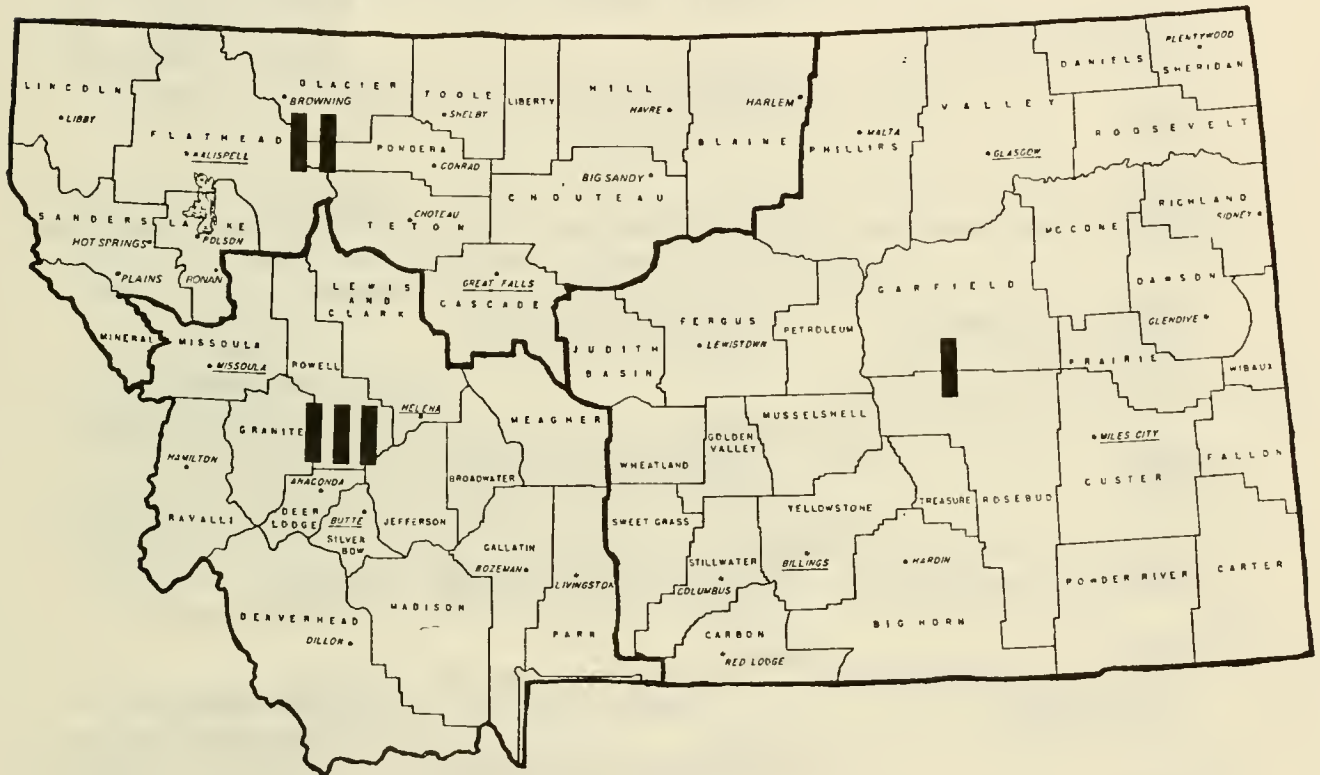 LINCOLN
LIBBY
FLATHEAD
KALISPELL
GLACIER
BROWNING
TOOLE
SHELBY
LIBERTY
HILL
HAVRE
HARLEM
BLAINE
MALTA
PHILLIPS
VALLEY
GLASGOW
DANIELS
PLENTYWOOD
SHERIDAN
ROOSEVELT
PONDERA
CONRAD
BIG SANDY
CHOUTEAU
CHOTEAU
TETON
SANDERS
HOT SPRINGS
PLAINS
LAKE
POLSON
RONAN
RICHLAND
SIDNEY
MCCONE
DAWSON
GLENDIVE
GARFIELD
LEWIS
AND
CLARK
GREAT FALLS
CASCADE
FERGUS
LEWISTOWN
PETROLEUM
JUDITH
BASIN
PRAIRIE
WIBAUX
MINERAL
MISSOULA
MISSOULA
POWELL
HELENA
MEAGHER
GRANITE
HAMILTON
RAVALLI
ANACONDA
DEER
LODGE
BUTTE
SILVER
BOW
JEFFERSON
BROADWATER
WHEATLAND
GOLDEN
VALLEY
MUSSELSHELL
MILES CITY
CUSTER
FALLON
TREASURE
ROSEBUD
YELLOWSTONE
BILLINGS
SWEET GRASS
STILLWATER
COLUMBUS
HARDIN
BIG HORN
POWDER RIVER
CARTER
GALLATIN
BOZEMAN
LIVINGSTON
PARK
MADISON
BEAVERHEAD
DILLON
CARBON
RED LODGE